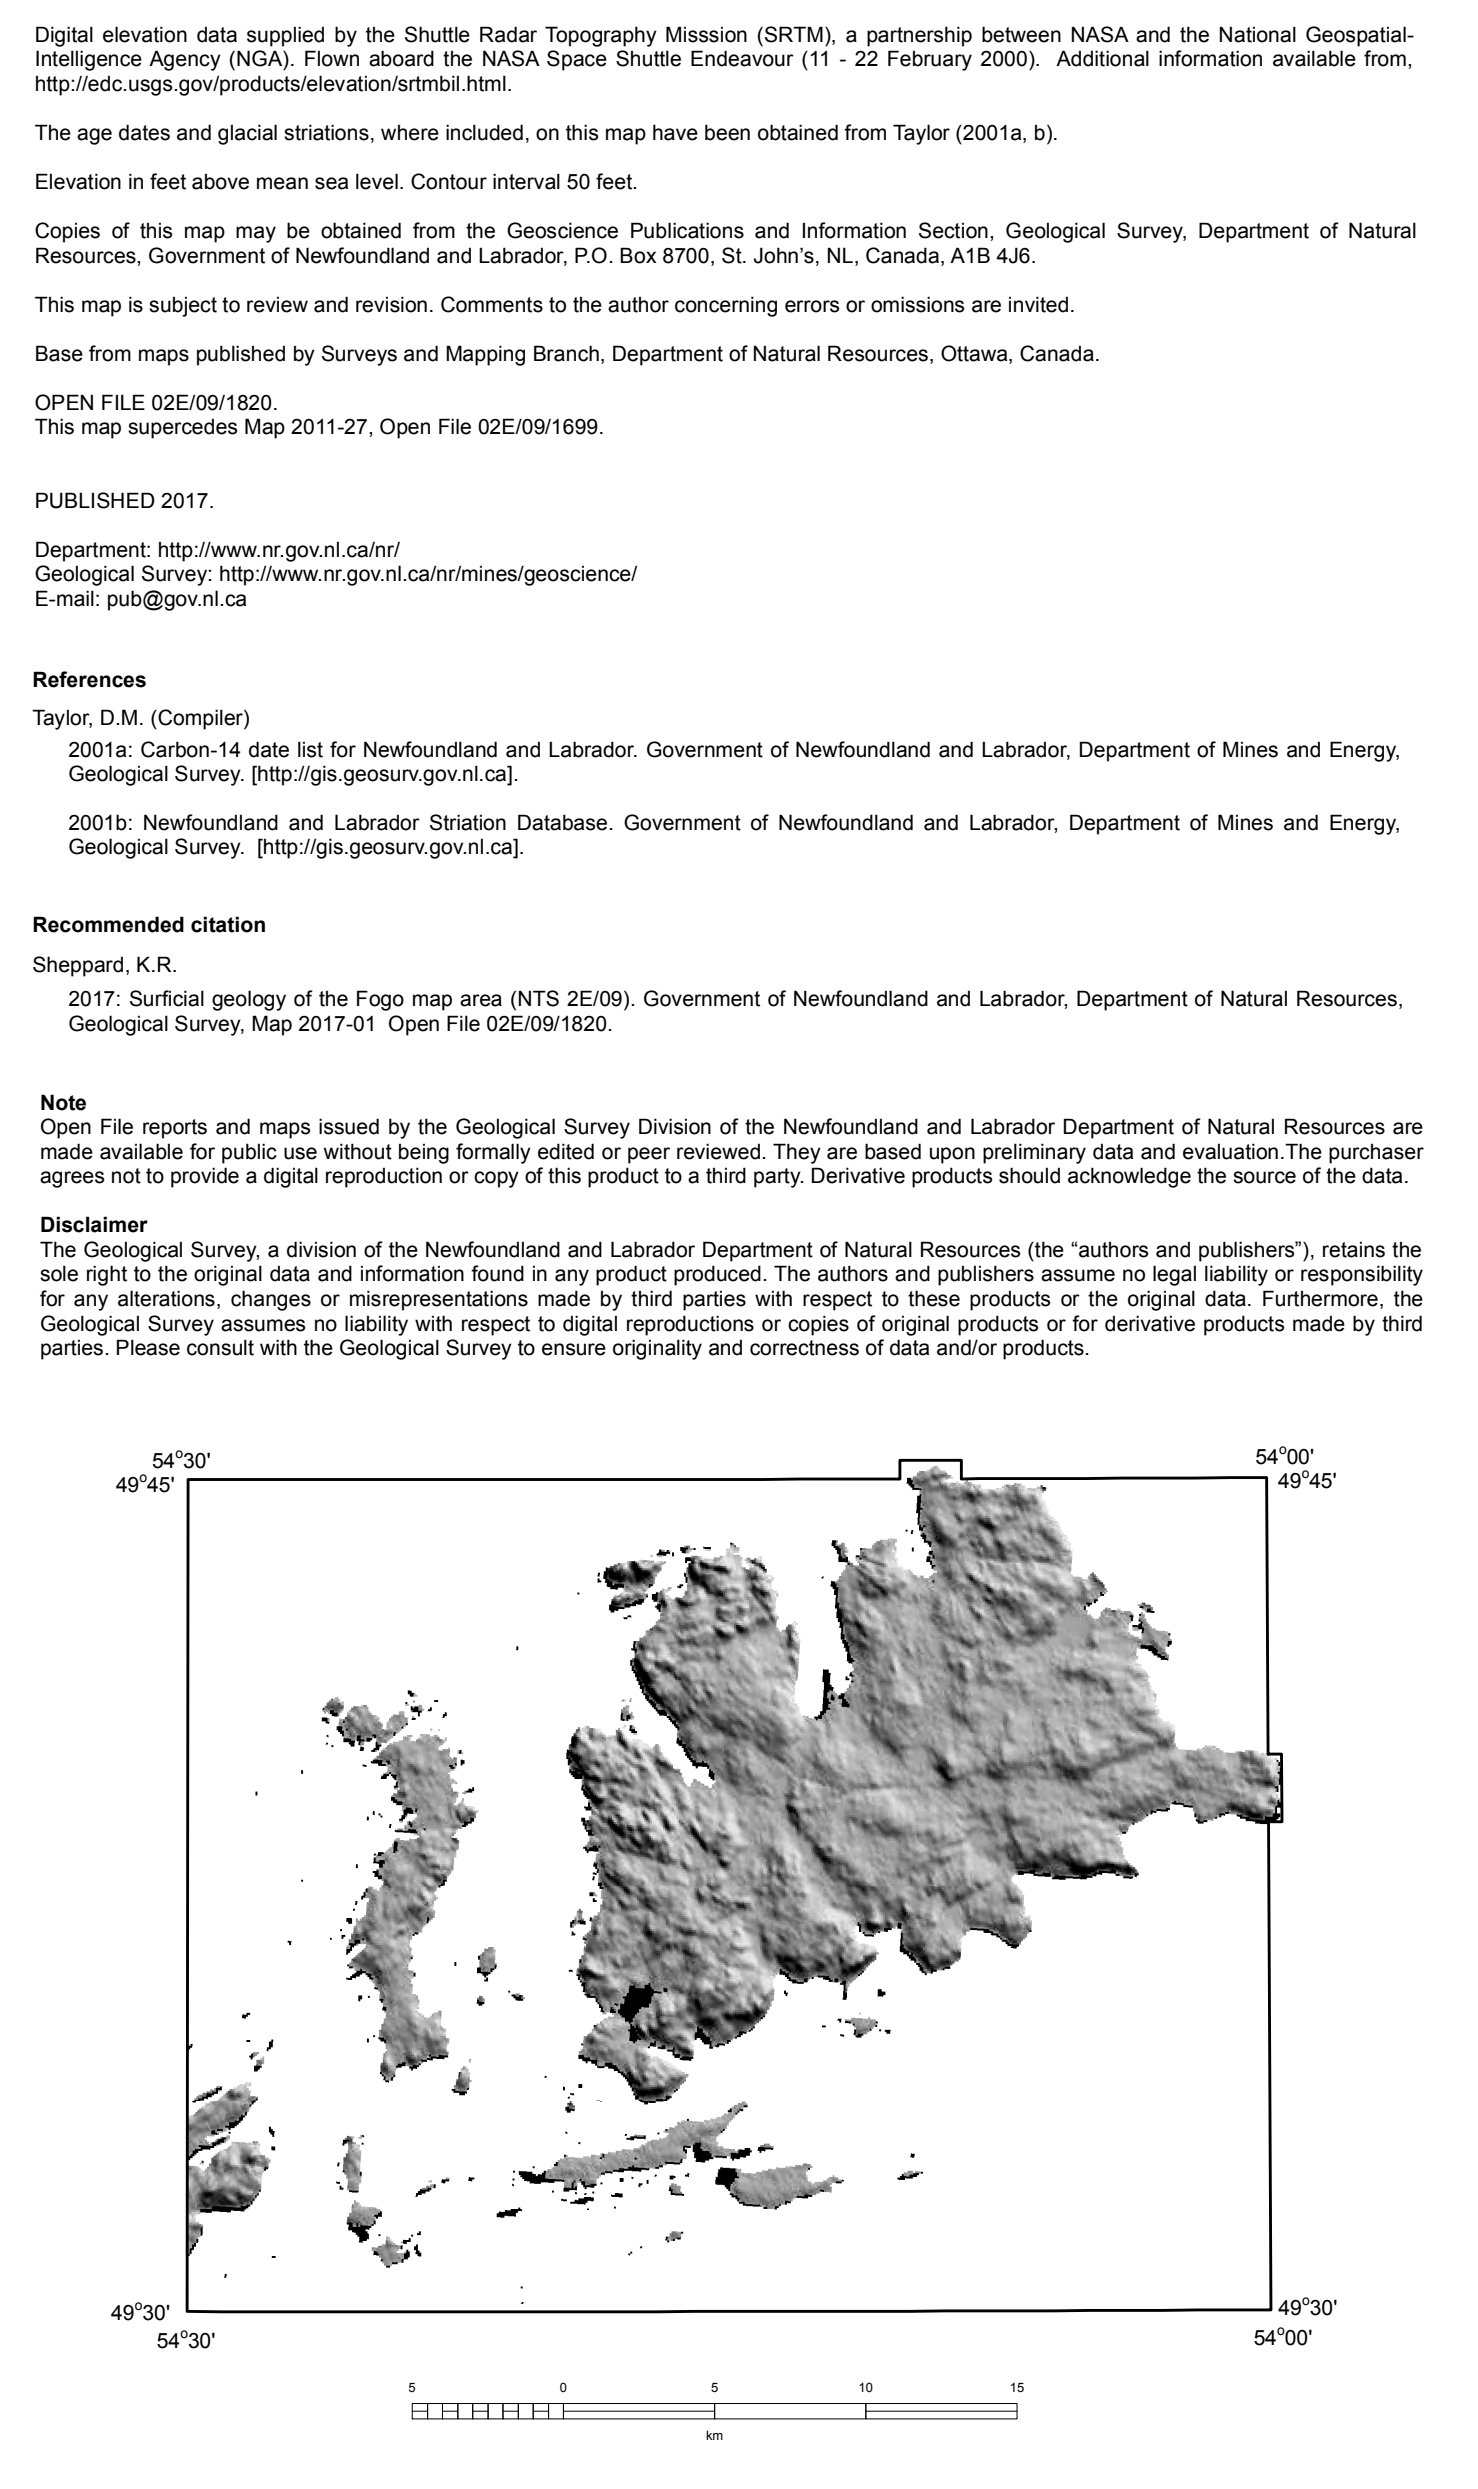 Digital elevation data supplied by the Shuttle Radar Topography Misssion (SRTM), a partnership between NASA and the National Geospatial-
Intelligence Agency (NGA). Flown aboard the NASA Space Shuttle Endeavour (11 - 22 February 2000). Additional information available from,
http://edc.usgs.gov/products/elevation/srtmbil.html.
The age dates and glacial striations, where included, on this map have been obtained from Taylor (2001a, b).
Elevation in feet above mean sea level. Contour interval 50 feet.
Copies of this map may be obtained from the Geoscience Publications and Information Section, Geological Survey, Department of Natural
Resources, Government of Newfoundland and Labrador, P.O. Box 8700, St. John’s, NL, Canada, A1B 4J6.
This map is subject to review and revision. Comments to the author concerning errors or omissions are invited.
Base from maps published by Surveys and Mapping Branch, Department of Natural Resources, Ottawa, Canada.
OPEN FILE 02E/09/1820.
This map supercedes Map 2011-27, Open File 02E/09/1699.
PUBLISHED 2017.
Department: http://www.nr.gov.nl.ca/nr/
Geological Survey: http://www.nr.gov.nl.ca/nr/mines/geoscience/
E-mail: pub@gov.nl.ca
References
Taylor, D.M. (Compiler)
2001a: Carbon-14 date list for Newfoundland and Labrador. Government of Newfoundland and Labrador, Department of Mines and Energy,
Geological Survey. [http://gis.geosurv.gov.nl.ca].
2001b: Newfoundland and Labrador Striation Database. Government of Newfoundland and Labrador, Department of Mines and Energy,
Geological Survey. [http://gis.geosurv.gov.nl.ca].
Recommended citation
Sheppard, K.R.
2017: Surficial geology of the Fogo map area (NTS 2E/09). Government of Newfoundland and Labrador, Department of Natural Resources,
Geological Survey, Map 2017-01 Open File 02E/09/1820.
Note
Open File reports and maps issued by the Geological Survey Division of the Newfoundland and Labrador Department of Natural Resources are
made available for public use without being formally edited or peer reviewed. They are based upon preliminary data and evaluation.The purchaser
agrees not to provide a digital reproduction or copy of this product to a third party. Derivative products should acknowledge the source of the data.
Disclaimer
The Geological Survey, a division of the Newfoundland and Labrador Department of Natural Resources (the “authors and publishers”), retains the
sole right to the original data and information found in any product produced. The authors and publishers assume no legal liability or responsibility
for any alterations, changes or misrepresentations made by third parties with respect to these products or the original data. Furthermore, the
Geological Survey assumes no liability with respect to digital reproductions or copies of original products or for derivative products made by third
parties. Please consult with the Geological Survey to ensure originality and correctness of data and/or products.
54°30' 54°00'
49°45' 49°45'
49°30' 49°30'
54°30' 54°00'
5 0 5 10 15
km